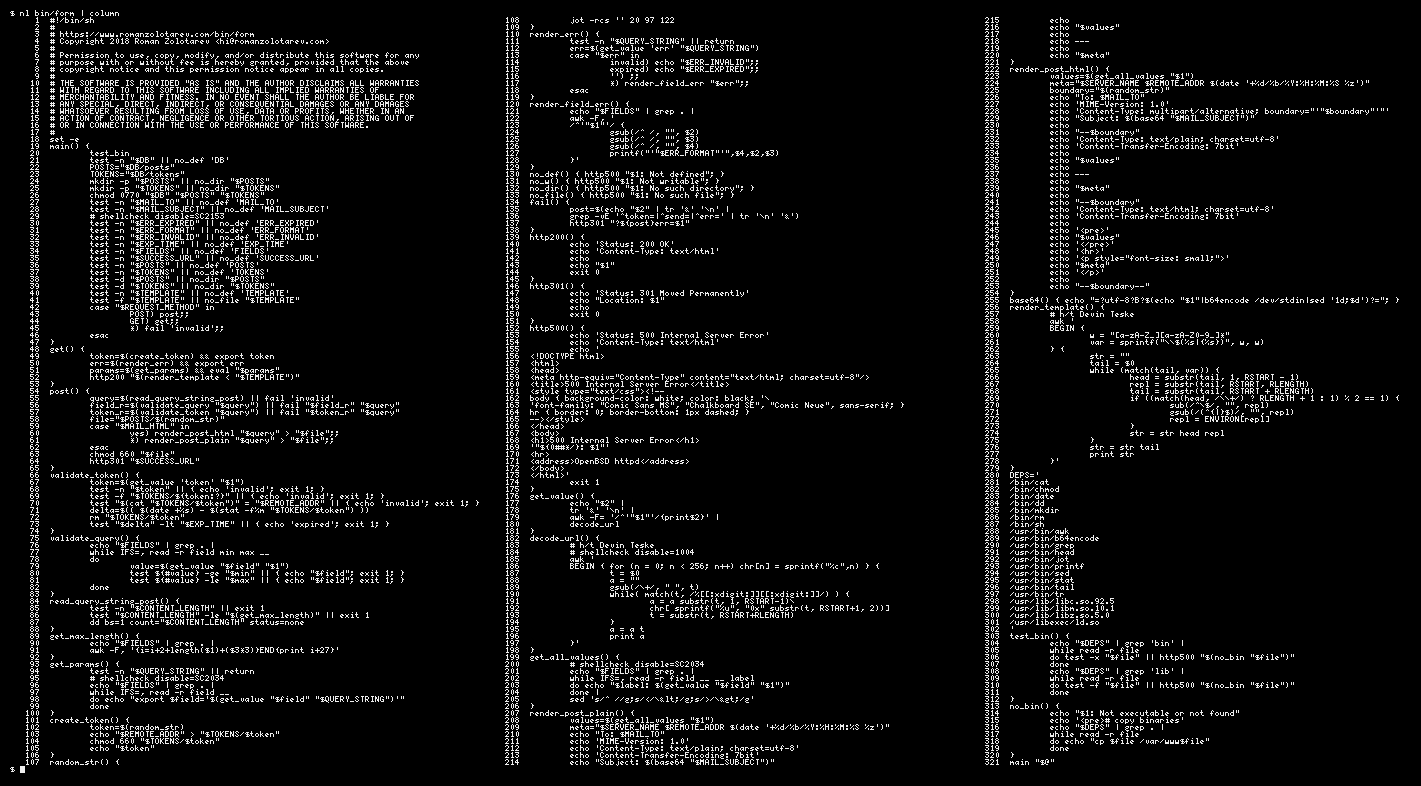 $ nl bin/form | column
1 #!/bin/sh
2 #
3 # https://www.romanzolotarev.com/bin/form
4 # Copyright 2018 Roman Zolotarev <hi@romanzolotarev.com>
5 #
6 # Permission to use, copy, modify, and/or distribute this software for any
7 # purpose with or without fee is hereby granted, provided that the above
8 # copyright notice and this permission notice appear in all copies.
9 #
10 # THE SOFTWARE IS PROVIDED "AS IS" AND THE AUTHOR DISCLAIMS ALL WARRANTIES
11 # WITH REGARD TO THIS SOFTWARE INCLUDING ALL IMPLIED WARRANTIES OF
12 # MERCHANTABILITY AND FITNESS. IN NO EVENT SHALL THE AUTHOR BE LIABLE FOR
13 # ANY SPECIAL, DIRECT, INDIRECT, OR CONSEQUENTIAL DAMAGES OR ANY DAMAGES
14 # WHATSOEVER RESULTING FROM LOSS OF USE, DATA OR PROFITS, WHETHER IN AN
15 # ACTION OF CONTRACT, NEGLIGENCE OR OTHER TORTIOUS ACTION, ARISING OUT OF
16 # OR IN CONNECTION WITH THE USE OR PERFORMANCE OF THIS SOFTWARE.
17 #
18 set -e
19 main() {
20 test_bin
21 test -n "$DB" || no_def 'DB'
22 POSTS="$DB/posts"
23 TOKENS="$DB/tokens"
24 mkdir -p "$POSTS" || no_dir "$POSTS"
25 mkdir -p "$TOKENS" || no_dir "$TOKENS"
26 chmod 0770 "$DB" "$POSTS" "$TOKENS"
27 test -n "$MAIL_TO" || no_def 'MAIL_TO'
28 test -n "$MAIL_SUBJECT" || no_def 'MAIL_SUBJECT'
29 # shellcheck disable=SC2153
30 test -n "$ERR_EXPIRED" || no_def 'ERR_EXPIRED'
31 test -n "$ERR_FORMAT" || no_def 'ERR_FORMAT'
32 test -n "$ERR_INVALID" || no_def 'ERR_INVALID'
33 test -n "$EXP_TIME" || no_def 'EXP_TIME'
34 test -n "$FIELDS" || no_def 'FIELDS'
35 test -n "$SUCCESS_URL" || no_def 'SUCCESS_URL'
36 test -n "$POSTS" || no_def 'POSTS'
37 test -n "$TOKENS" || no_def 'TOKENS'
38 test -d "$POSTS" || no_dir "$POSTS"
39 test -d "$TOKENS" || no_dir "$TOKENS"
40 test -n "$TEMPLATE" || no_def 'TEMPLATE'
41 test -f "$TEMPLATE" || no_file "$TEMPLATE"
42 case "$REQUEST_METHOD" in
43 POST) post;;
44 GET) get;;
45 *) fail 'invalid';;
46 esac
47 }
48 get() {
49 token=$(create_token) && export token
50 err=$(render_err) && export err
51 params=$(get_params) && eval "$params"
52 http200 "$(render_template < "$TEMPLATE")"
53 }
54 post() {
55 query=$(read_query_string_post) || fail 'invalid'
56 field_r=$(validate_query "$query") || fail "$field_r" "$query"
57 token_r=$(validate_token "$query") || fail "$token_r" "$query"
58 file="$POSTS/$(random_str)"
59 case "$MAIL_HTML" in
60 yes) render_post_html "$query" > "$file";;
61 *) render_post_plain "$query" > "$file";;
62 esac
63 chmod 660 "$file"
64 http301 "$SUCCESS_URL"
65 }
66 validate_token() {
67 token=$(get_value 'token' "$1")
68 test -n "$token" || { echo 'invalid'; exit 1; }
69 test -f "$TOKENS/${token:?}" || { echo 'invalid'; exit 1; }
70 test "$(cat "$TOKENS/$token")" = "$REMOTE_ADDR" || { echo 'invalid'; exit 1; }
71 delta=$(( $(date +%s) - $(stat -f%m "$TOKENS/$token") ))
72 rm "$TOKENS/$token"
73 test "$delta" -lt "$EXP_TIME" || { echo 'expired'; exit 1; }
74 }
75 validate_query() {
76 echo "$FIELDS" | grep . |
77 while IFS=, read -r field min max __
78 do
79 value=$(get_value "$field" "$1")
80 test ${#value} -ge "$min" || { echo "$field"; exit 1; }
81 test ${#value} -le "$max" || { echo "$field"; exit 1; }
82 done
83 }
84 read_query_string_post() {
85 test -n "$CONTENT_LENGTH" || exit 1
86 test "$CONTENT_LENGTH" -le "$(get_max_length)" || exit 1
87 dd bs=1 count="$CONTENT_LENGTH" status=none
88 }
89 get_max_length() {
90 echo "$FIELDS" | grep . |
91 awk -F, '{i=i+2+length($1)+($3*3)}END{print i+27}'
92 }
93 get_params() {
94 test -n "$QUERY_STRING" || return
95 # shellcheck disable=SC2034
96 echo "$FIELDS" | grep . |
97 while IFS=, read -r field __
98 do echo "export $field='$(get_value "$field" "$QUERY_STRING")'"
99 done
100 }
101 create_token() {
102 token=$(random_str)
103 echo "$REMOTE_ADDR" > "$TOKENS/$token"
104 chmod 660 "$TOKENS/$token"
105 echo "$token"
106 }
107 random_str() {
108 jot -rcs '' 20 97 122
109 }
110 render_err() {
111 test -n "$QUERY_STRING" || return
112 err=$(get_value 'err' "$QUERY_STRING")
113 case "$err" in
114 invalid) echo "$ERR_INVALID";;
115 expired) echo "$ERR_EXPIRED";;
116 '') ;;
117 *) render_field_err "$err";;
118 esac
119 }
120 render_field_err() {
121 echo "$FIELDS" | grep . |
122 awk -F, '
123 /^'"$1"'/ {
124 gsub(/^ /, "", $2)
125 gsub(/^ /, "", $3)
126 gsub(/^ /, "", $4)
127 printf("'"$ERR_FORMAT"'",$4,$2,$3)
128 }'
129 }
130 no_def() { http500 "$1: Not defined"; }
131 no_w() { http500 "$1: Not writable"; }
132 no_dir() { http500 "$1: No such directory"; }
133 no_file() { http500 "$1: No such file"; }
134 fail() {
135 post=$(echo "$2" | tr '&' '\n' |
136 grep -vE '^token=|^send=|^err=' | tr '\n' '&')
137 http301 "?${post}err=$1"
138 }
139 http200() {
140 echo 'Status: 200 OK'
141 echo 'Content-Type: text/html'
142 echo
143 echo "$1"
144 exit 0
145 }
146 http301() {
147 echo 'Status: 301 Moved Permanently'
148 echo "Location: $1"
149 echo
150 exit 0
151 }
152 http500() {
153 echo 'Status: 500 Internal Server Error'
154 echo 'Content-Type: text/html'
155 echo '
156 <!DOCTYPE html>
157 <html>
158 <head>
159 <meta http-equiv="Content-Type" content="text/html; charset=utf-8"/>
160 <title>500 Internal Server Error</title>
161 <style type="text/css"><!--
162 body { background-color: white; color: black; '\
163 'font-family: "Comic Sans MS", "Chalkboard SE", "Comic Neue", sans-serif; }
164 hr { border: 0; border-bottom: 1px dashed; }
165 --></style>
166 </head>
167 <body>
168 <h1>500 Internal Server Error</h1>
169 '"${0##*/}: $1"'
170 <hr>
171 <address>OpenBSD httpd</address>
172 </body>
173 </html>'
174 exit 1
175 }
176 get_value() {
177 echo "$2" |
178 tr '&' '\n' |
179 awk -F= '/^'"$1"'/{print$2}' |
180 decode_url
181 }
182 decode_url() {
183 # h/t Devin Teske
184 # shellcheck disable=1004
185 awk '
186 BEGIN { for (n = 0; n < 256; n++) chr[n] = sprintf("%c",n) } {
187 t = $0
188 a = ""
189 gsub(/\+/, " ", t)
190 while( match(t, /%[[:xdigit:]][[:xdigit:]]/) ) {
191 a = a substr(t, 1, RSTART-1)\
192 chr[ sprintf("%u", "0x" substr(t, RSTART+1, 2))]
193 t = substr(t, RSTART+RLENGTH)
194 }
195 a = a t
196 print a
197 }'
198 }
199 get_all_values() {
200 # shellcheck disable=SC2034
201 echo "$FIELDS" | grep . |
202 while IFS=, read -r field __ __ label
203 do echo "$label: $(get_value "$field" "$1")"
204 done |
205 sed 's/^ //g;s/</\&lt;/g;s/>/\&gt;/g'
206 }
207 render_post_plain() {
208 values=$(get_all_values "$1")
209 meta="$SERVER_NAME $REMOTE_ADDR $(date '+%d/%b/%Y:%H:%M:%S %z')"
210 echo "To: $MAIL_TO"
211 echo 'MIME-Version: 1.0'
212 echo 'Content-Type: text/plain; charset=utf-8'
213 echo 'Content-Transfer-Encoding: 7bit'
214 echo "Subject: $(base64 "$MAIL_SUBJECT")"
215 echo
216 echo "$values"
217 echo
218 echo ---
219 echo
220 echo "$meta"
221 }
222 render_post_html() {
223 values=$(get_all_values "$1")
224 meta="$SERVER_NAME $REMOTE_ADDR $(date '+%d/%b/%Y:%H:%M:%S %z')"
225 boundary="$(random_str)"
226 echo "To: $MAIL_TO"
227 echo 'MIME-Version: 1.0'
228 echo 'Content-Type: multipart/alternative; boundary="'"$boundary"'"'
229 echo "Subject: $(base64 "$MAIL_SUBJECT")"
230 echo
231 echo "--$boundary"
232 echo 'Content-Type: text/plain; charset=utf-8'
233 echo 'Content-Transfer-Encoding: 7bit'
234 echo
235 echo "$values"
236 echo
237 echo ---
238 echo
239 echo "$meta"
240 echo
241 echo "--$boundary"
242 echo 'Content-Type: text/html; charset=utf-8'
243 echo 'Content-Transfer-Encoding: 7bit'
244 echo
245 echo '<pre>'
246 echo "$values"
247 echo '</pre>'
248 echo '<hr>'
249 echo '<p style="font-size: small;">'
250 echo "$meta"
251 echo '</p>'
252 echo
253 echo "--$boundary--"
254 }
255 base64() { echo "=?utf-8?B?$(echo "$1"|b64encode /dev/stdin|sed '1d;$d')?="; }
256 render_template() {
257 # h/t Devin Teske
258 awk '
259 BEGIN {
260 w = "[a-zA-Z_][a-zA-Z0-9_]*"
261 var = sprintf("\\$(%s|{%s})", w, w)
262 } {
263 str = ""
264 tail = $0
265 while (match(tail, var)) {
266 head = substr(tail, 1, RSTART - 1)
267 repl = substr(tail, RSTART, RLENGTH)
268 tail = substr(tail, RSTART + RLENGTH)
269 if ((match(head, /\\+/) ? RLENGTH + 1 : 1) % 2 == 1) {
270 sub(/^\$/, "", repl)
271 gsub(/(^{|}$)/, "", repl)
272 repl = ENVIRON[repl]
273 }
274 str = str head repl
275 }
276 str = str tail
277 print str
278 }'
279 }
280 DEPS='
281 /bin/cat
282 /bin/chmod
283 /bin/date
284 /bin/dd
285 /bin/mkdir
286 /bin/rm
287 /bin/sh
288 /usr/bin/awk
289 /usr/bin/b64encode
290 /usr/bin/grep
291 /usr/bin/head
292 /usr/bin/jot
293 /usr/bin/printf
294 /usr/bin/sed
295 /usr/bin/stat
296 /usr/bin/tail
297 /usr/bin/tr
298 /usr/lib/libc.so.92.5
299 /usr/lib/libm.so.10.1
300 /usr/lib/libz.so.5.0
301 /usr/libexec/ld.so
302 '
303 test_bin() {
304 echo "$DEPS" | grep 'bin' |
305 while read -r file
306 do test -x "$file" || http500 "$(no_bin "$file")"
307 done
308 echo "$DEPS" | grep 'lib' |
309 while read -r file
310 do test -f "$file" || http500 "$(no_bin "$file")"
311 done
312 }
313 no_bin() {
314 echo "$1: Not executable or not found"
315 echo '<pre># copy binaries'
316 echo "$DEPS" | grep . |
317 while read -r file
318 do echo "cp $file /var/www$file"
319 done
320 }
321 main "$@"
$